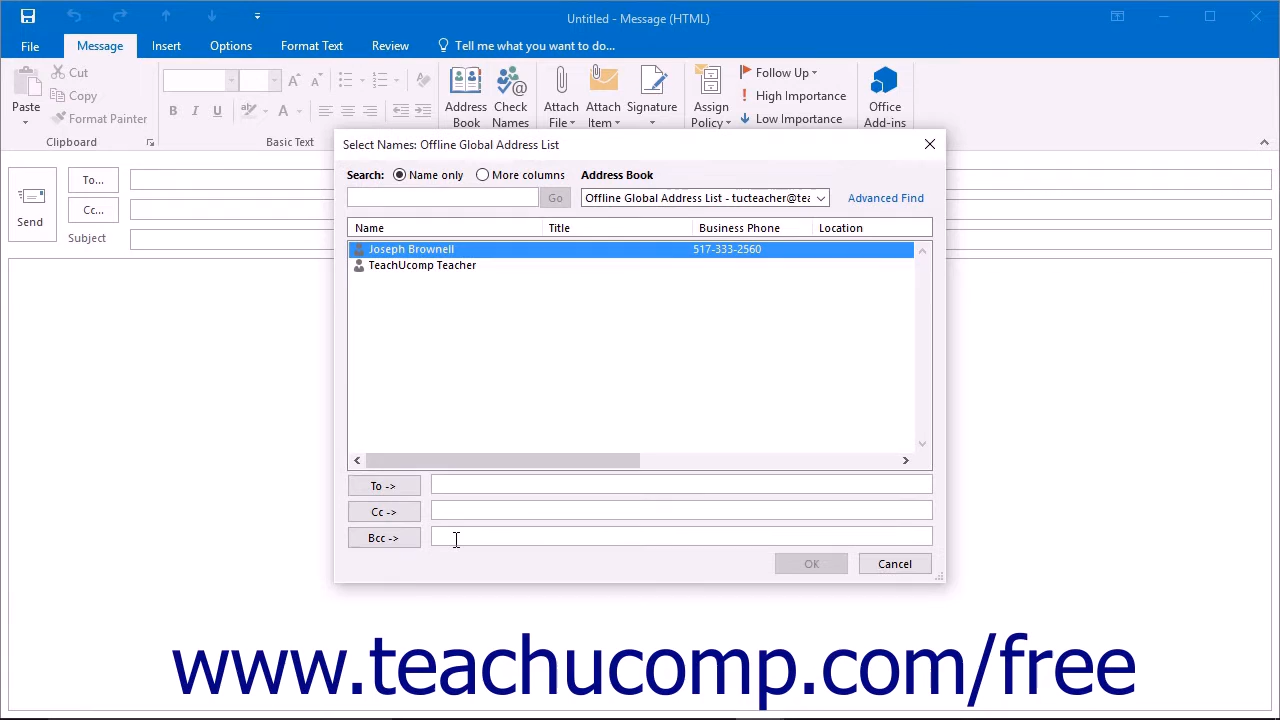 Untitled - Message (HTML)
File Message Insert Options Format Text Review Tell me what you want to do...
Paste
Cut
Copy
Format Painter
Clipboard
B I U
Basic Text
Address Book
Check Names
Attach File
Attach Item
Signature
Assign Policy
Follow Up
High Importance
Low Importance
Office Add-ins
Send
To...
Cc...
Subject
Select Names: Offline Global Address List
Search: Name only More columns Address Book
Go Offline Global Address List - tucteacher@tea Advanced Find
Name Title Business Phone Location
Joseph Brownell 517-333-2560
TeachUcomp Teacher
To ->
Cc ->
Bcc ->
OK Cancel
www.teachucomp.com/free